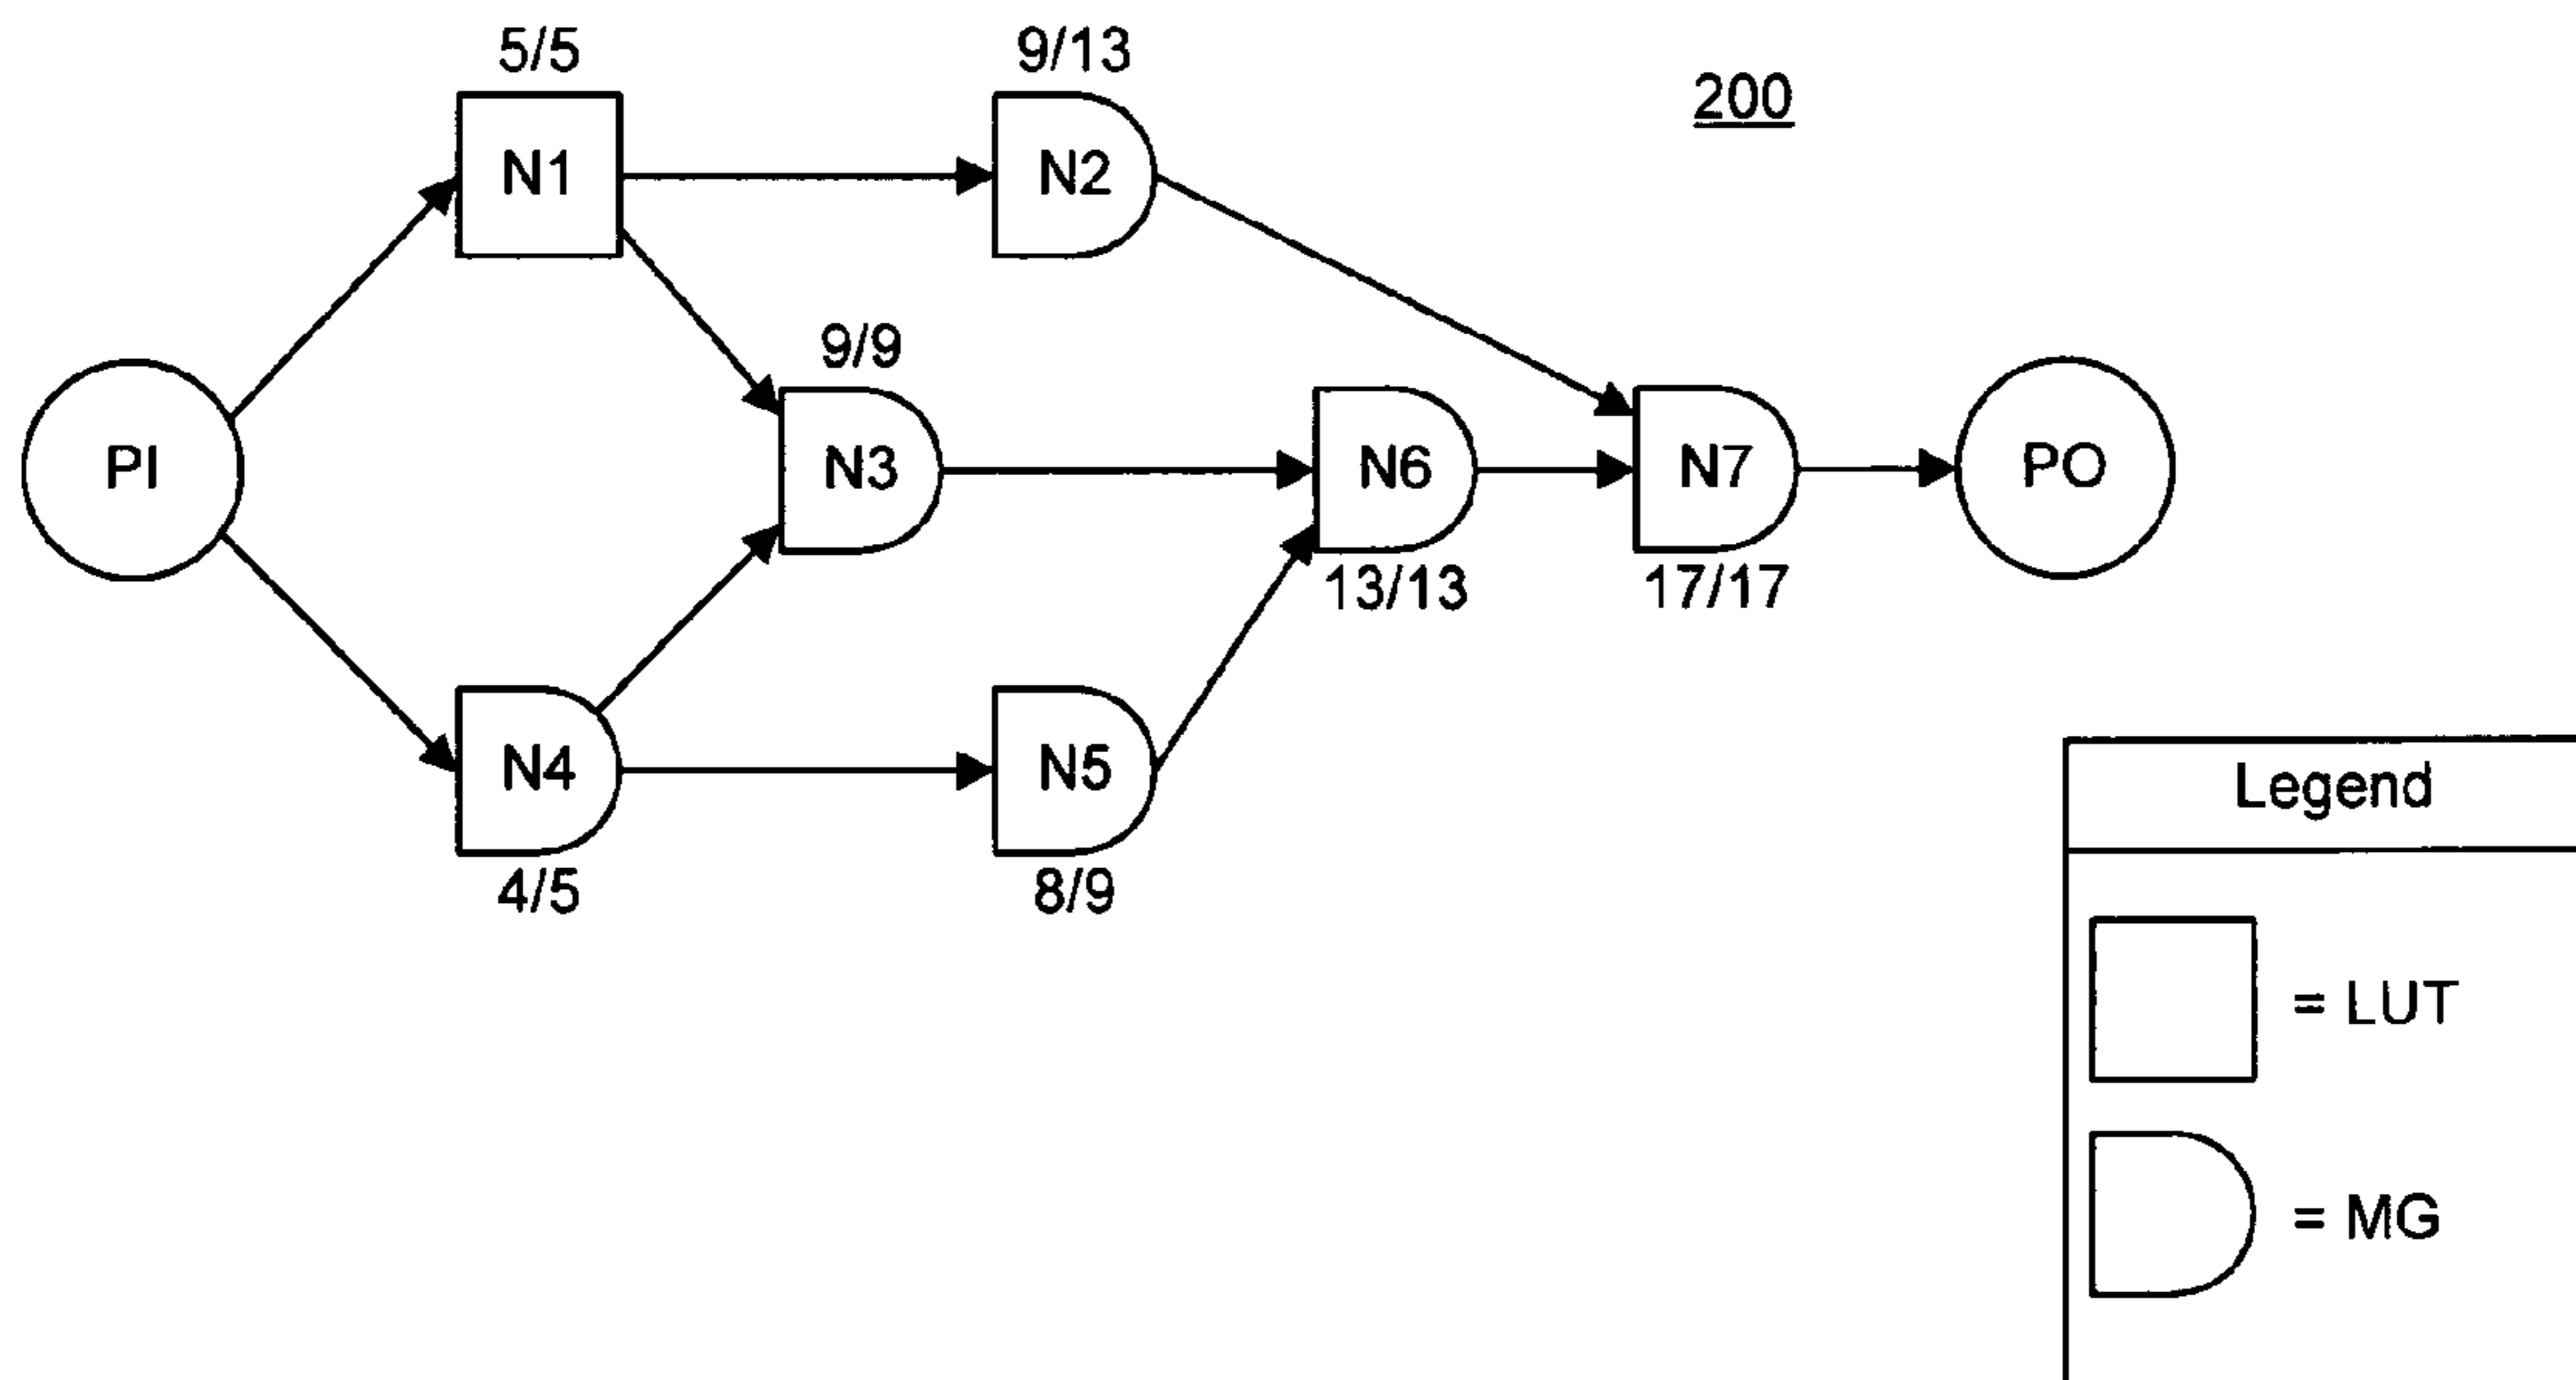 5/5
9/13
200
N1
N2
9/9
PI
N3
N6
N7
PO
13/13
17/17
N4
N5
4/5
8/9
Legend
= LUT
= MG